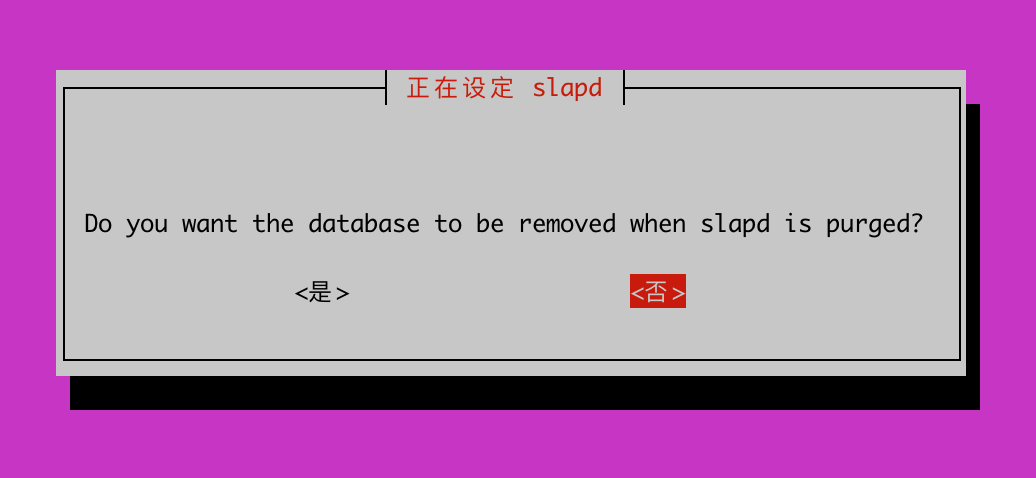 正在设定 slapd
Do you want the database to be removed when slapd is purged?
<是> <否>